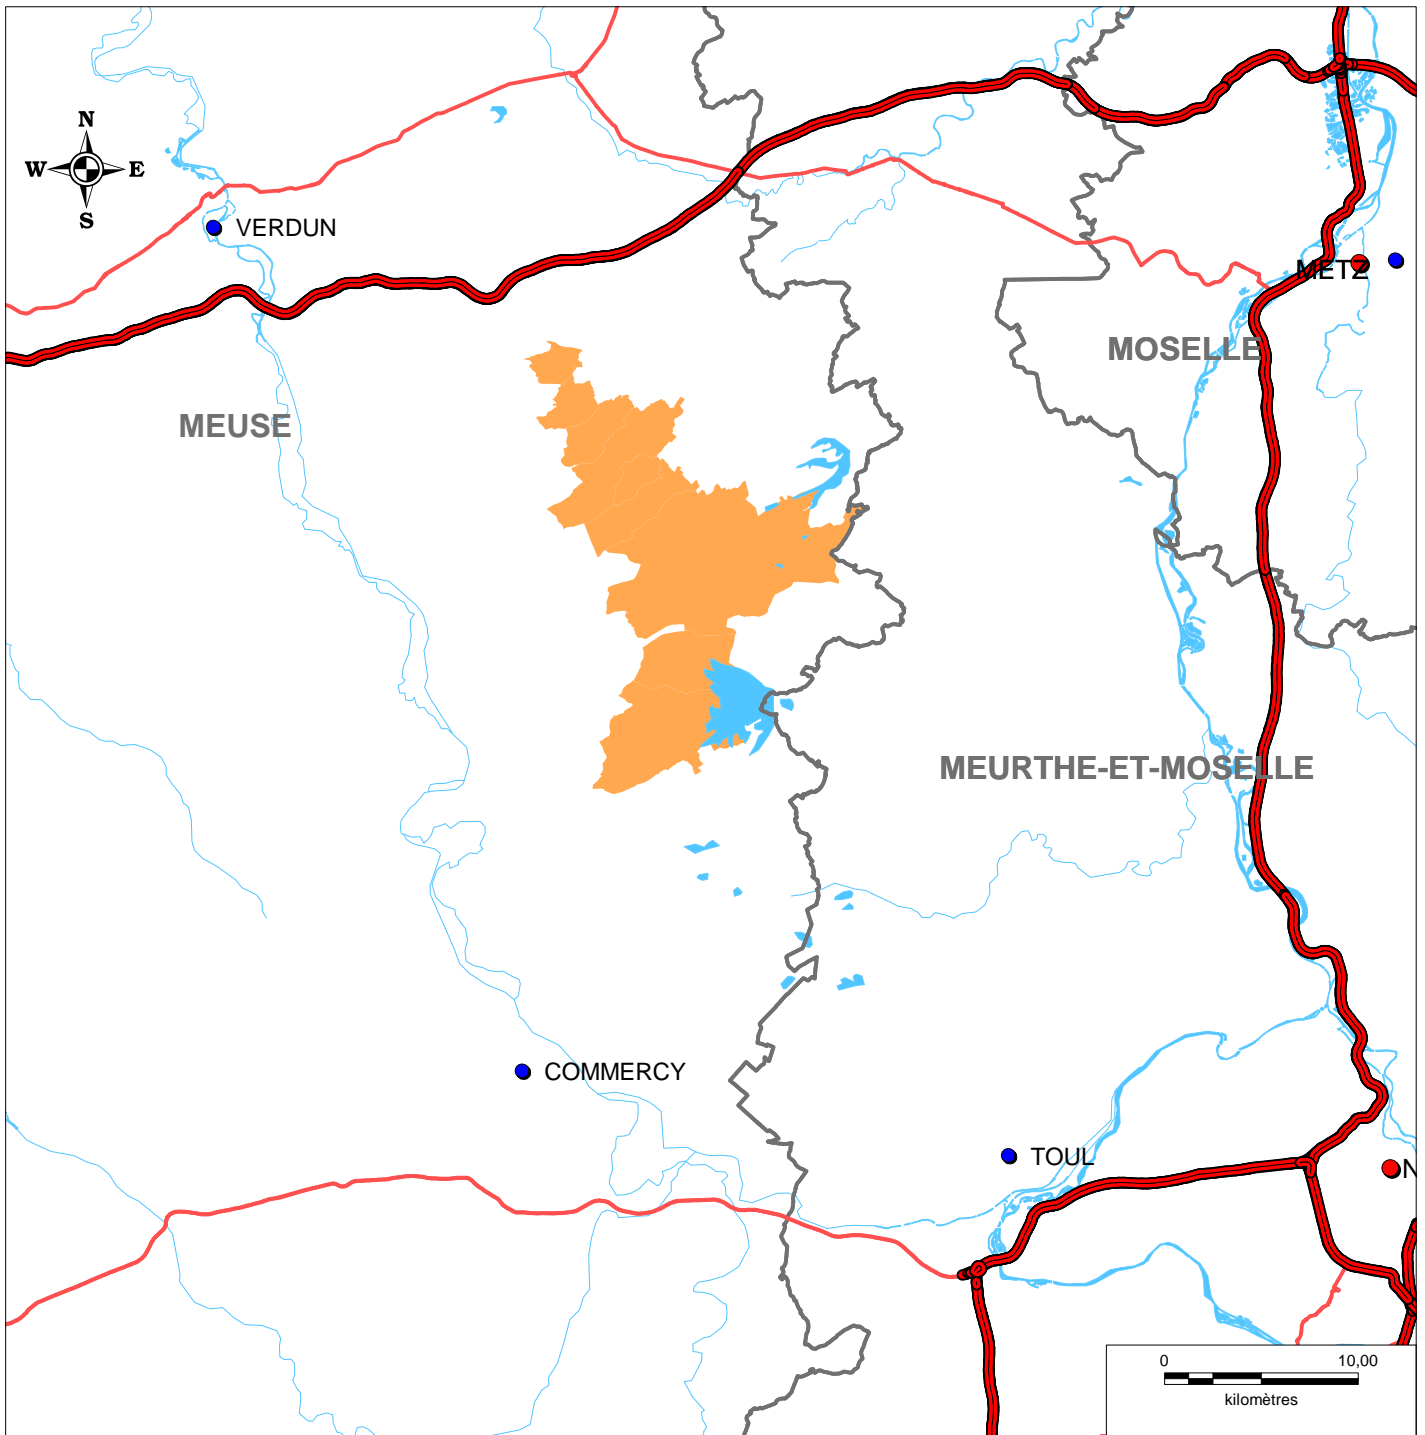 N
W E
S
VERDUN
METZ
MOSELLE
MEUSE
MEURTHE-ET-MOSELLE
COMMERCY
TOUL
N
0 10,00
kilomètres